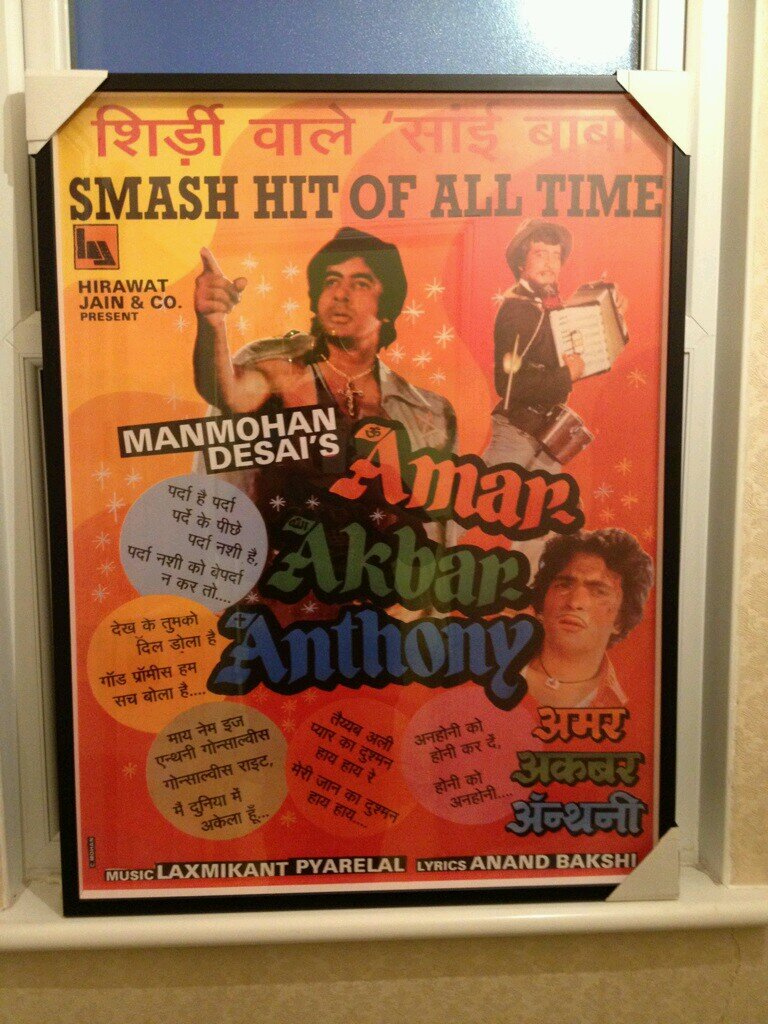 शिर्ड़ी वाले 'सांई बाबा
SMASH HIT OF ALL TIME
HIRAWAT
JAIN & CO.
PRESENT
MANMOHAN
DESAI'S
ॐ
Amar
Akbar
Anthony
पर्दा है पर्दा
पर्दे के पीछे
पर्दा नशी है,
पर्दा नशी को बेपर्दा
न कर तो....
देख के तुमको
दिल डोला है
गॉड प्रॉमीस हम
सच बोला है....
माय नेम इज
एन्थनी गोन्साल्वीस
गोन्साल्वीस राइट,
मैं दुनिया में
अकेला हूँ...
तैय्यब अली
प्यार का दुश्मन
हाय हाय रे
मेरी जान का दुश्मन
हाय हाय...
अनहोनी को
होनी कर दें,
होनी को
अनहोनी....
अमर
अकबर
ॲन्थनी
C. MOHAN
MUSIC LAXMIKANT PYARELAL LYRICS ANAND BAKSHI